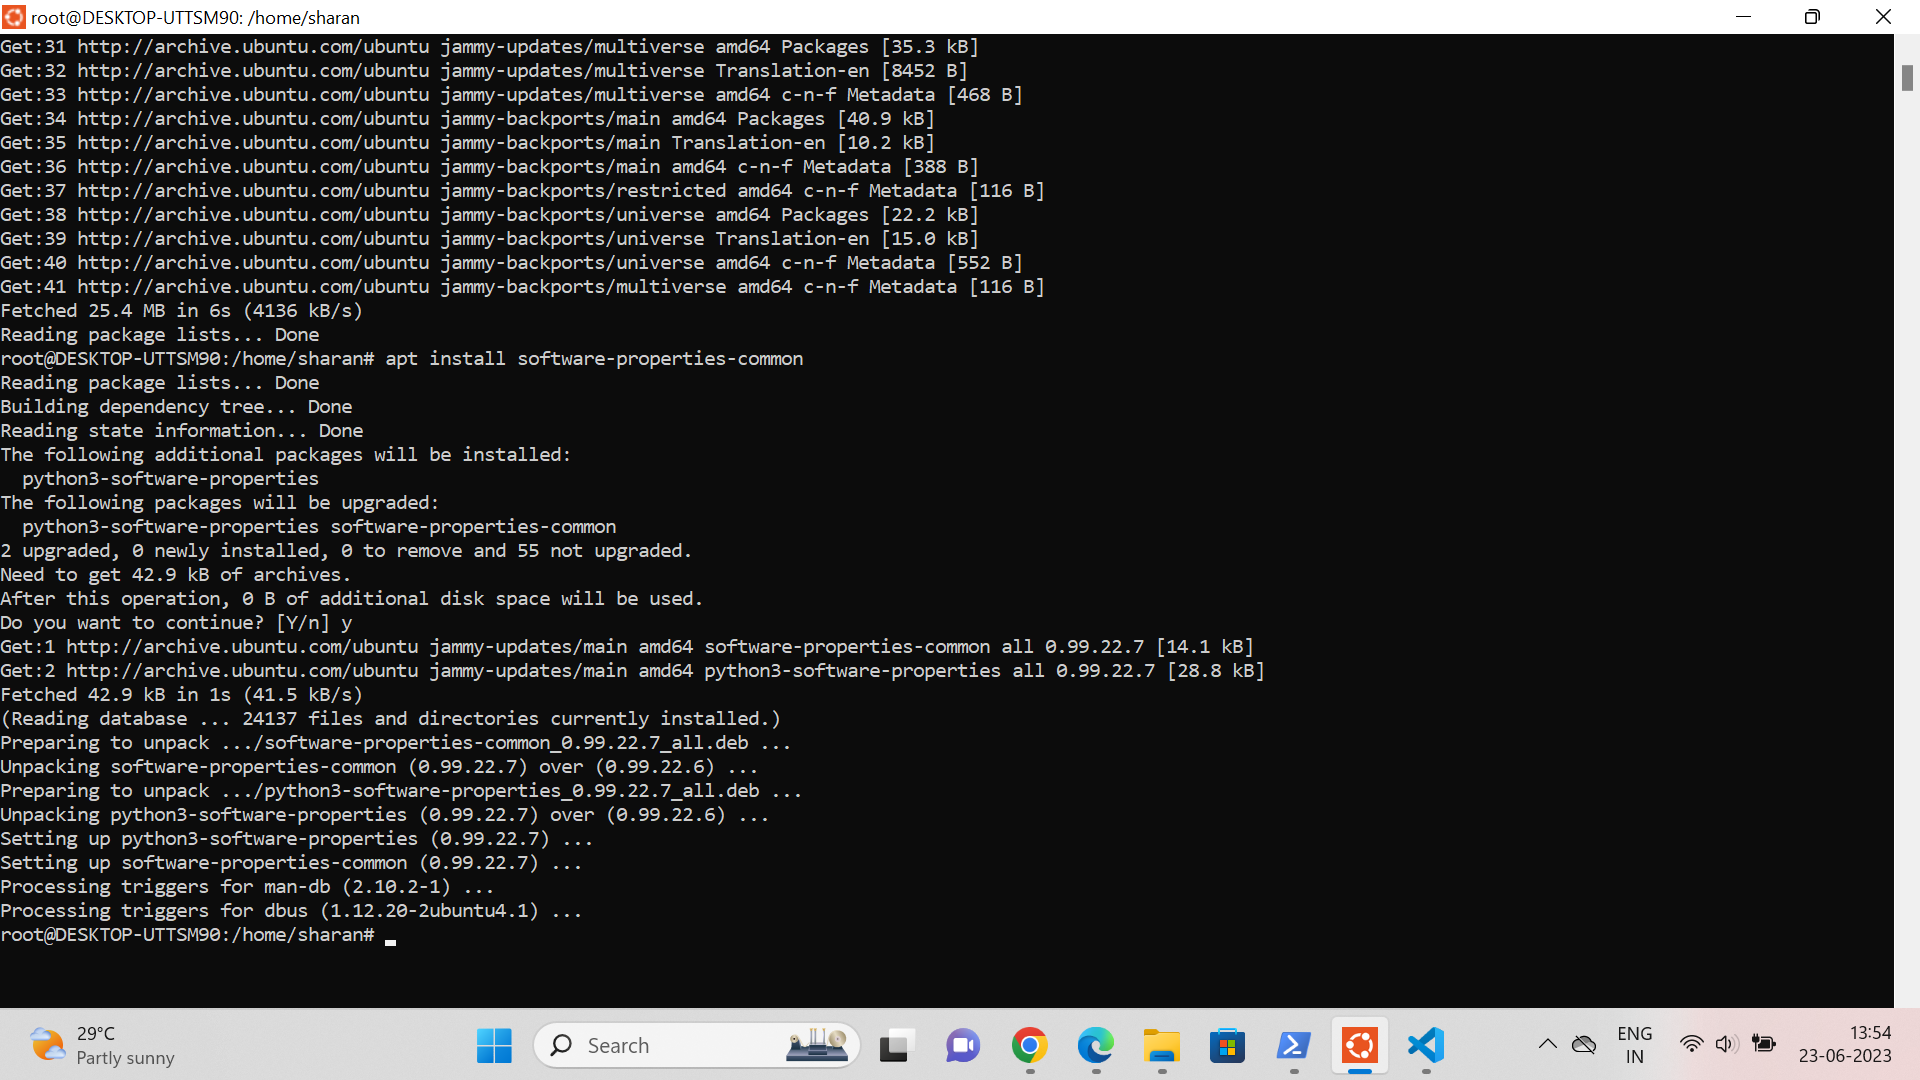 root@DESKTOP-UTTSM90: /home/sharan
Get:31 http://archive.ubuntu.com/ubuntu jammy-updates/multiverse amd64 Packages [35.3 kB]
Get:32 http://archive.ubuntu.com/ubuntu jammy-updates/multiverse Translation-en [8452 B]
Get:33 http://archive.ubuntu.com/ubuntu jammy-updates/multiverse amd64 c-n-f Metadata [468 B]
Get:34 http://archive.ubuntu.com/ubuntu jammy-backports/main amd64 Packages [40.9 kB]
Get:35 http://archive.ubuntu.com/ubuntu jammy-backports/main Translation-en [10.2 kB]
Get:36 http://archive.ubuntu.com/ubuntu jammy-backports/main amd64 c-n-f Metadata [388 B]
Get:37 http://archive.ubuntu.com/ubuntu jammy-backports/restricted amd64 c-n-f Metadata [116 B]
Get:38 http://archive.ubuntu.com/ubuntu jammy-backports/universe amd64 Packages [22.2 kB]
Get:39 http://archive.ubuntu.com/ubuntu jammy-backports/universe Translation-en [15.0 kB]
Get:40 http://archive.ubuntu.com/ubuntu jammy-backports/universe amd64 c-n-f Metadata [552 B]
Get:41 http://archive.ubuntu.com/ubuntu jammy-backports/multiverse amd64 c-n-f Metadata [116 B]
Fetched 25.4 MB in 6s (4136 kB/s)
Reading package lists... Done
root@DESKTOP-UTTSM90:/home/sharan# apt install software-properties-common
Reading package lists... Done
Building dependency tree... Done
Reading state information... Done
The following additional packages will be installed:
  python3-software-properties
The following packages will be upgraded:
  python3-software-properties software-properties-common
2 upgraded, 0 newly installed, 0 to remove and 55 not upgraded.
Need to get 42.9 kB of archives.
After this operation, 0 B of additional disk space will be used.
Do you want to continue? [Y/n] y
Get:1 http://archive.ubuntu.com/ubuntu jammy-updates/main amd64 software-properties-common all 0.99.22.7 [14.1 kB]
Get:2 http://archive.ubuntu.com/ubuntu jammy-updates/main amd64 python3-software-properties all 0.99.22.7 [28.8 kB]
Fetched 42.9 kB in 1s (41.5 kB/s)
(Reading database ... 24137 files and directories currently installed.)
Preparing to unpack .../software-properties-common_0.99.22.7_all.deb ...
Unpacking software-properties-common (0.99.22.7) over (0.99.22.6) ...
Preparing to unpack .../python3-software-properties_0.99.22.7_all.deb ...
Unpacking python3-software-properties (0.99.22.7) over (0.99.22.6) ...
Setting up python3-software-properties (0.99.22.7) ...
Setting up software-properties-common (0.99.22.7) ...
Processing triggers for man-db (2.10.2-1) ...
Processing triggers for dbus (1.12.20-2ubuntu4.1) ...
root@DESKTOP-UTTSM90:/home/sharan#
29°C
Partly sunny
Search
ENG
IN
13:54
23-06-2023